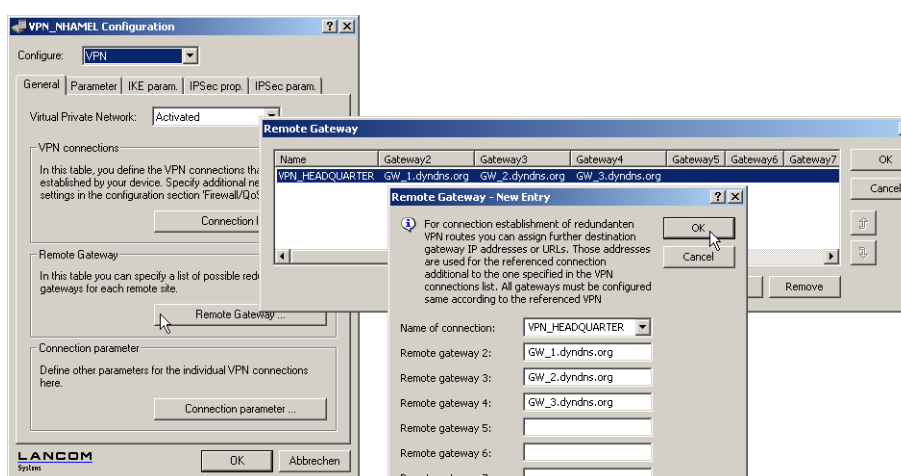 VPN_NHAMEL Configuration
Configure: VPN
General Parameter IKE param. IPSec prop. IPSec param.
Virtual Private Network: Activated
VPN connections
In this table, you define the VPN connections
established by your device. Specify additional
settings in the configuration section 'Firewall/
Connection
Remote Gateway
In this table you can specify a list of possible
gateways for each remote site.
Remote Gateway ...
Connection parameter
Define other parameters for the individual VPN connections
here.
Connection parameter ...
LANCOM
Systems
OK Abbrechen
Remote Gateway
Name Gateway2 Gateway3 Gateway4 Gateway5 Gateway6 Gateway7
VPN_HEADQUARTER GW_1.dyndns.org GW_2.dyndns.org GW_3.dyndns.org
OK
Cancel
Remove
Remote Gateway - New Entry
For connection establishment of redundanten
VPN routes you can assign further destination
gateway IP addresses or URLs. Those addresses
are used for the referenced connection
additional to the one specified in the VPN
connections list. All gateways must be configured
same according to the referenced VPN
OK
Cancel
Name of connection: VPN_HEADQUARTER
Remote gateway 2: GW_1.dyndns.org
Remote gateway 3: GW_2.dyndns.org
Remote gateway 4: GW_3.dyndns.org
Remote gateway 5:
Remote gateway 6: